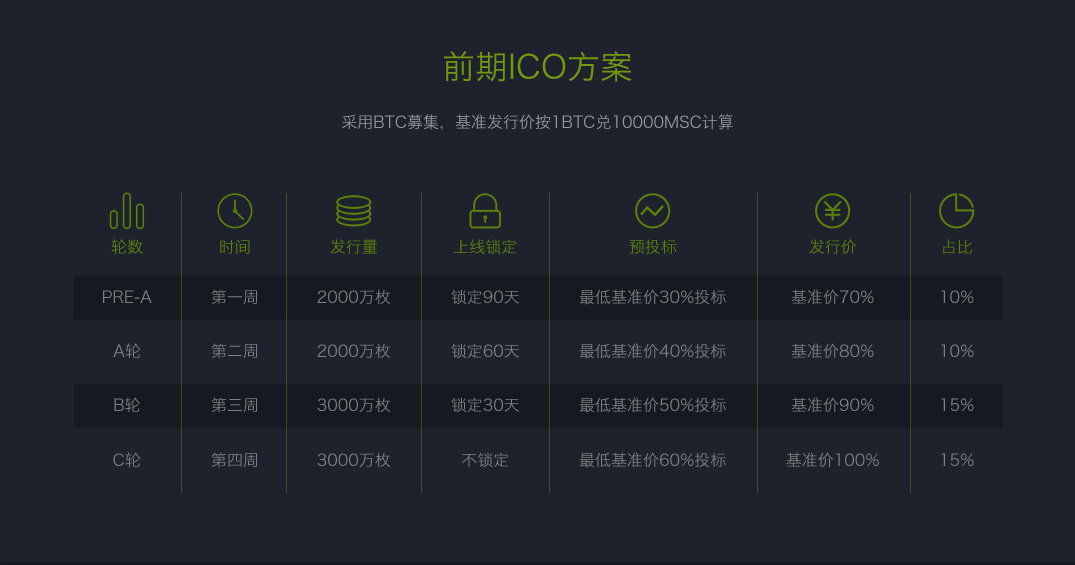 前期ICO方案
采用BTC募集，基准发行价按1BTC兑10000MSC计算
轮数 时间 发行量 上线锁定 预投标 发行价 占比
PRE-A 第一周 2000万枚 锁定90天 最低基准价30%投标 基准价70% 10%
A轮 第二周 2000万枚 锁定60天 最低基准价40%投标 基准价80% 10%
B轮 第三周 3000万枚 锁定30天 最低基准价50%投标 基准价90% 15%
C轮 第四周 3000万枚 不锁定 最低基准价60%投标 基准价100% 15%